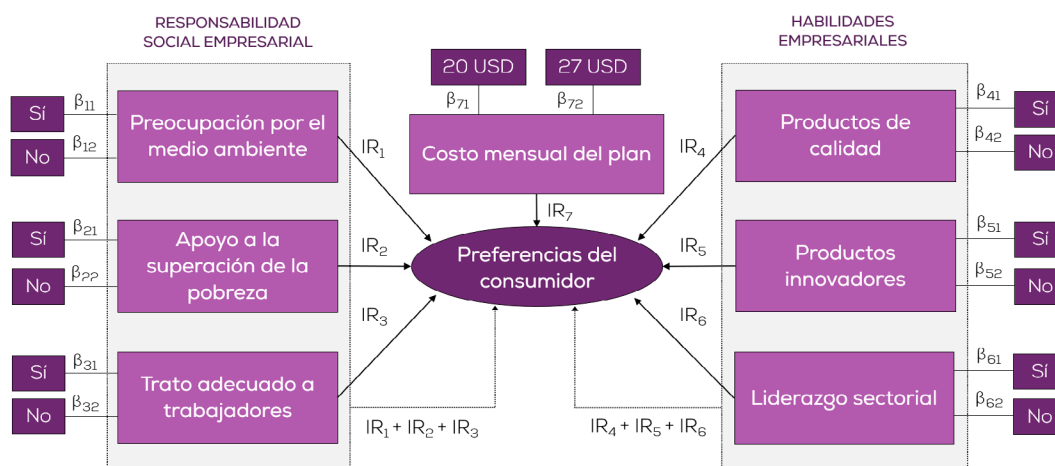 RESPONSABILIDAD
SOCIAL EMPRESARIAL
HABILIDADES
EMPRESARIALES
20 USD
27 USD
β71
β72
Costo mensual del plan
IR7
Sí
β11
No
β12
Preocupación por el
medio ambiente
IR1
Sí
β21
No
β22
Apoyo a la
superación de la
pobreza
IR2
Sí
β31
No
β32
Trato adecuado a
trabajadores
IR3
Preferencias del
consumidor
IR4
Productos de
calidad
β41
Sí
β42
No
IR5
Productos
innovadores
β51
Sí
β52
No
IR6
Liderazgo sectorial
β61
Sí
β62
No
IR1 + IR2 + IR3
IR4 + IR5 + IR6